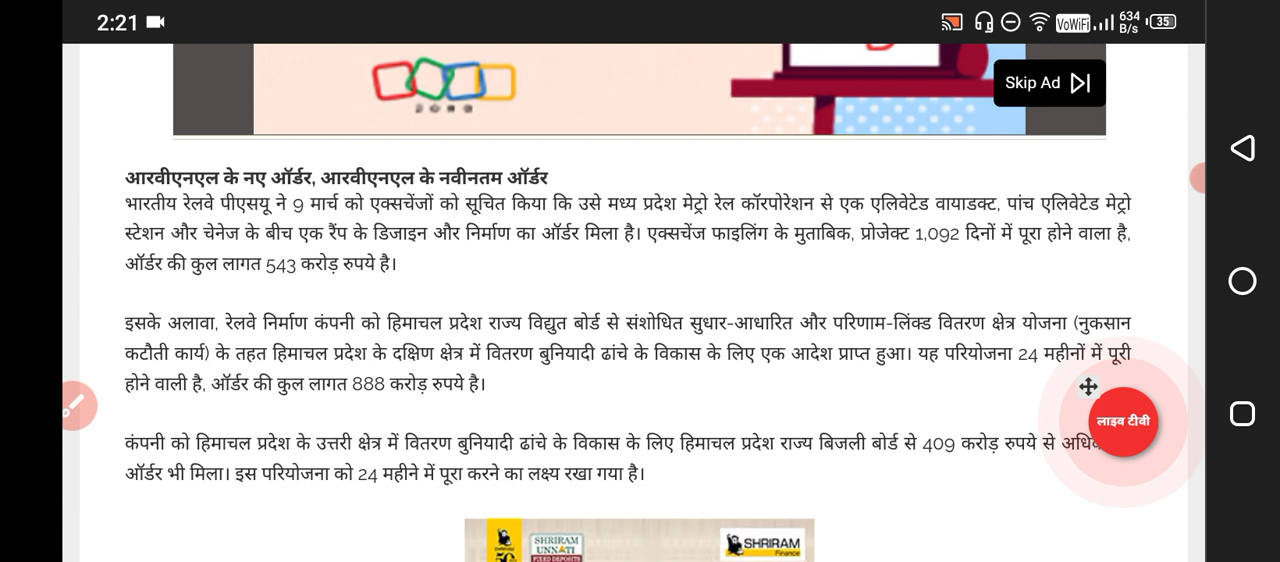 2:21
VoWiFi 634 B/s 35
Skip Ad
आरवीएनएल के नए ऑर्डर, आरवीएनएल के नवीनतम ऑर्डर
भारतीय रेलवे पीएसयू ने 9 मार्च को एक्सचेंजों को सूचित किया कि उसे मध्य प्रदेश मेट्रो रेल कॉरपोरेशन से एक एलिवेटेड वायाडक्ट, पांच एलिवेटेड मेट्रो
स्टेशन और चेनेज के बीच एक रैंप के डिजाइन और निर्माण का ऑर्डर मिला है। एक्सचेंज फाइलिंग के मुताबिक, प्रोजेक्ट 1,092 दिनों में पूरा होने वाला है,
ऑर्डर की कुल लागत 543 करोड़ रुपये है।
इसके अलावा, रेलवे निर्माण कंपनी को हिमाचल प्रदेश राज्य विद्युत बोर्ड से संशोधित सुधार-आधारित और परिणाम-लिंक्ड वितरण क्षेत्र योजना (नुकसान
कटौती कार्य) के तहत हिमाचल प्रदेश के दक्षिण क्षेत्र में वितरण बुनियादी ढांचे के विकास के लिए एक आदेश प्राप्त हुआ। यह परियोजना 24 महीनों में पूरी
होने वाली है, ऑर्डर की कुल लागत 888 करोड़ रुपये है।
लाइव टीवी
कंपनी को हिमाचल प्रदेश के उत्तरी क्षेत्र में वितरण बुनियादी ढांचे के विकास के लिए हिमाचल प्रदेश राज्य बिजली बोर्ड से 409 करोड़ रुपये से
ऑर्डर भी मिला। इस परियोजना को 24 महीने में पूरा करने का लक्ष्य रखा गया है।
SHRIRAM
UNNATI
FIXED DEPOSITS
SHRIRAM
Finance